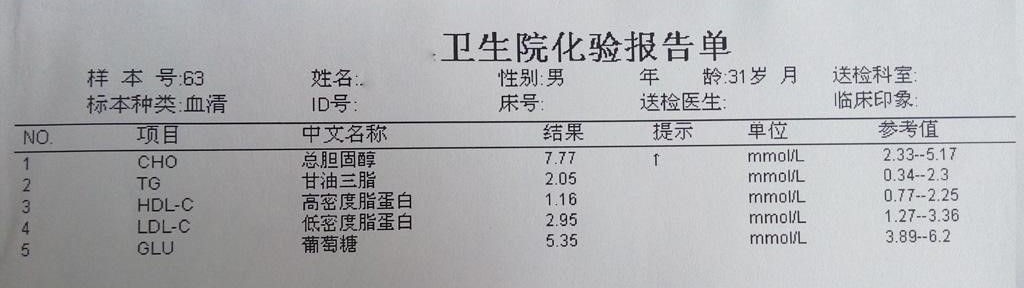 卫生院化验报告单
样 本 号:63 姓名:. 性别:男 年 龄:31岁 月 送检科室:
标本种类:血清 ID号: 床号: 送检医生: 临床印象:
NO. 项目 中文名称 结果 提示 单位 参考值
1 CHO 总胆固醇 7.77 ↑ mmol/L 2.33--5.17
2 TG 甘油三脂 2.05 mmol/L 0.34--2.3
3 HDL-C 高密度脂蛋白 1.16 mmol/L 0.77--2.25
4 LDL-C 低密度脂蛋白 2.95 mmol/L 1.27--3.36
5 GLU 葡萄糖 5.35 mmol/L 3.89--6.2